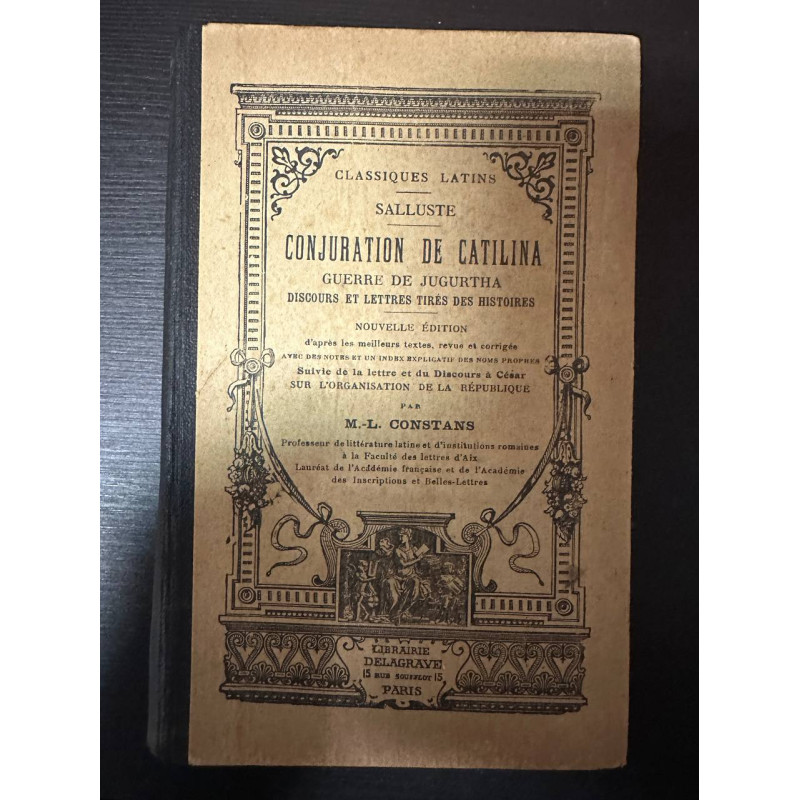 CLASSIQUES LATINS
SALLUSTE
CONJURATION DE CATILINA
GUERRE DE JUGURTHA
DISCOURS ET LETTRES TIRÉS DES HISTOIRES
NOUVELLE ÉDITION
d'après les meilleurs textes, revue et corrigée
AVEC DES NOTES ET UN INDEX EXPLICATIF DES NOMS PROPRES
Suivie de la lettre et du Discours à César
SUR L'ORGANISATION DE LA RÉPUBLIQUE
PAR
M.-L. CONSTANS
Professeur de littérature latine et d'institutions romaines
à la Faculté des lettres d'Aix
Lauréat de l'Académie française et de l'Académie
des Inscriptions et Belles-Lettres
LIBRAIRIE
DELAGRAVE
15 RUE SOUFFLOT 15
PARIS